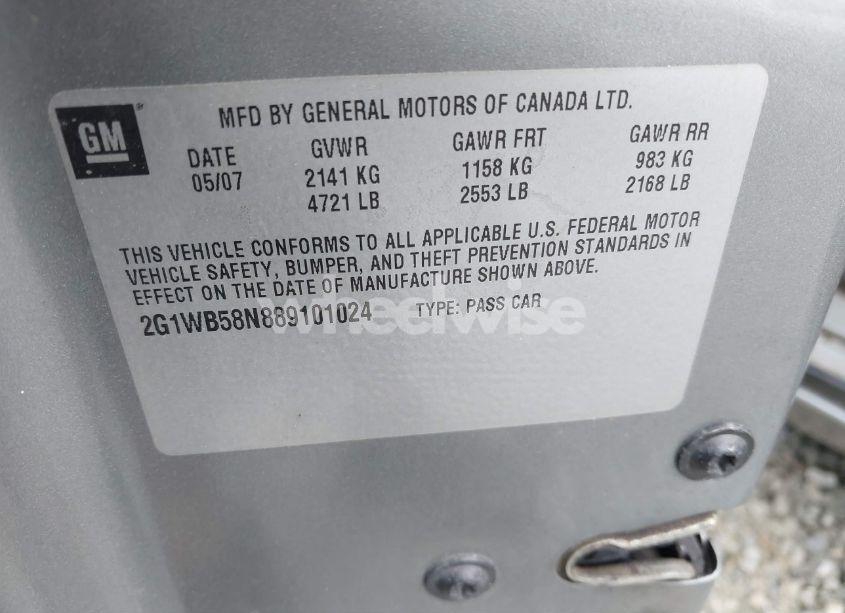 GM
MFD BY GENERAL MOTORS OF CANADA LTD.
DATE GVWR GAWR FRT GAWR RR
05/07 2141 KG 1158 KG 983 KG
4721 LB 2553 LB 2168 LB
THIS VEHICLE CONFORMS TO ALL APPLICABLE U.S. FEDERAL MOTOR
VEHICLE SAFETY, BUMPER, AND THEFT PREVENTION STANDARDS IN
EFFECT ON THE DATE OF MANUFACTURE SHOWN ABOVE.
2G1WB58N889101024 TYPE: PASS CAR
wheelwise